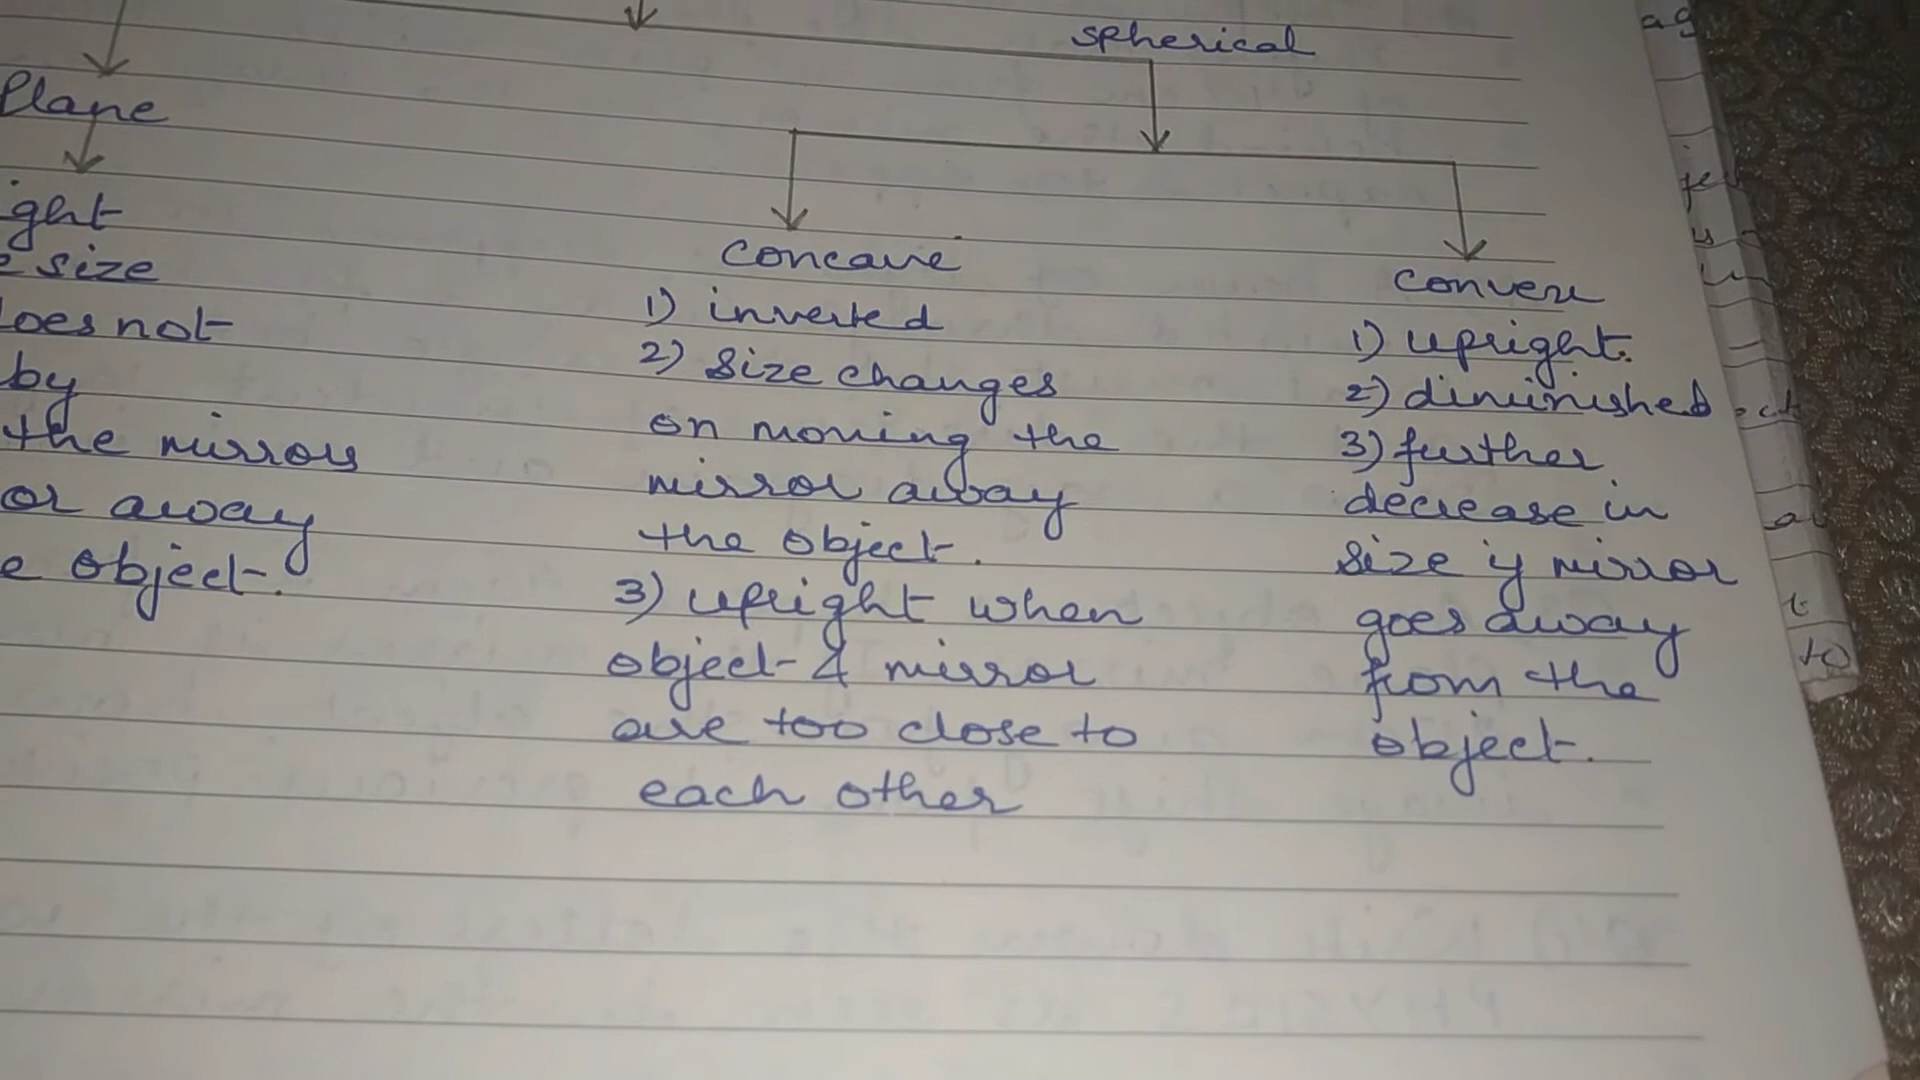 spherical
Plane
ght
size
oes not
by
the mirror
or away
e object.
concave
1) inverted
2) size changes
on moving the
mirror away
the object.
3) upright when
object & mirror
are too close to
each other
convex
1) upright.
2) diminished
3) further
decrease in
size if mirror
goes away
from the
object.
to